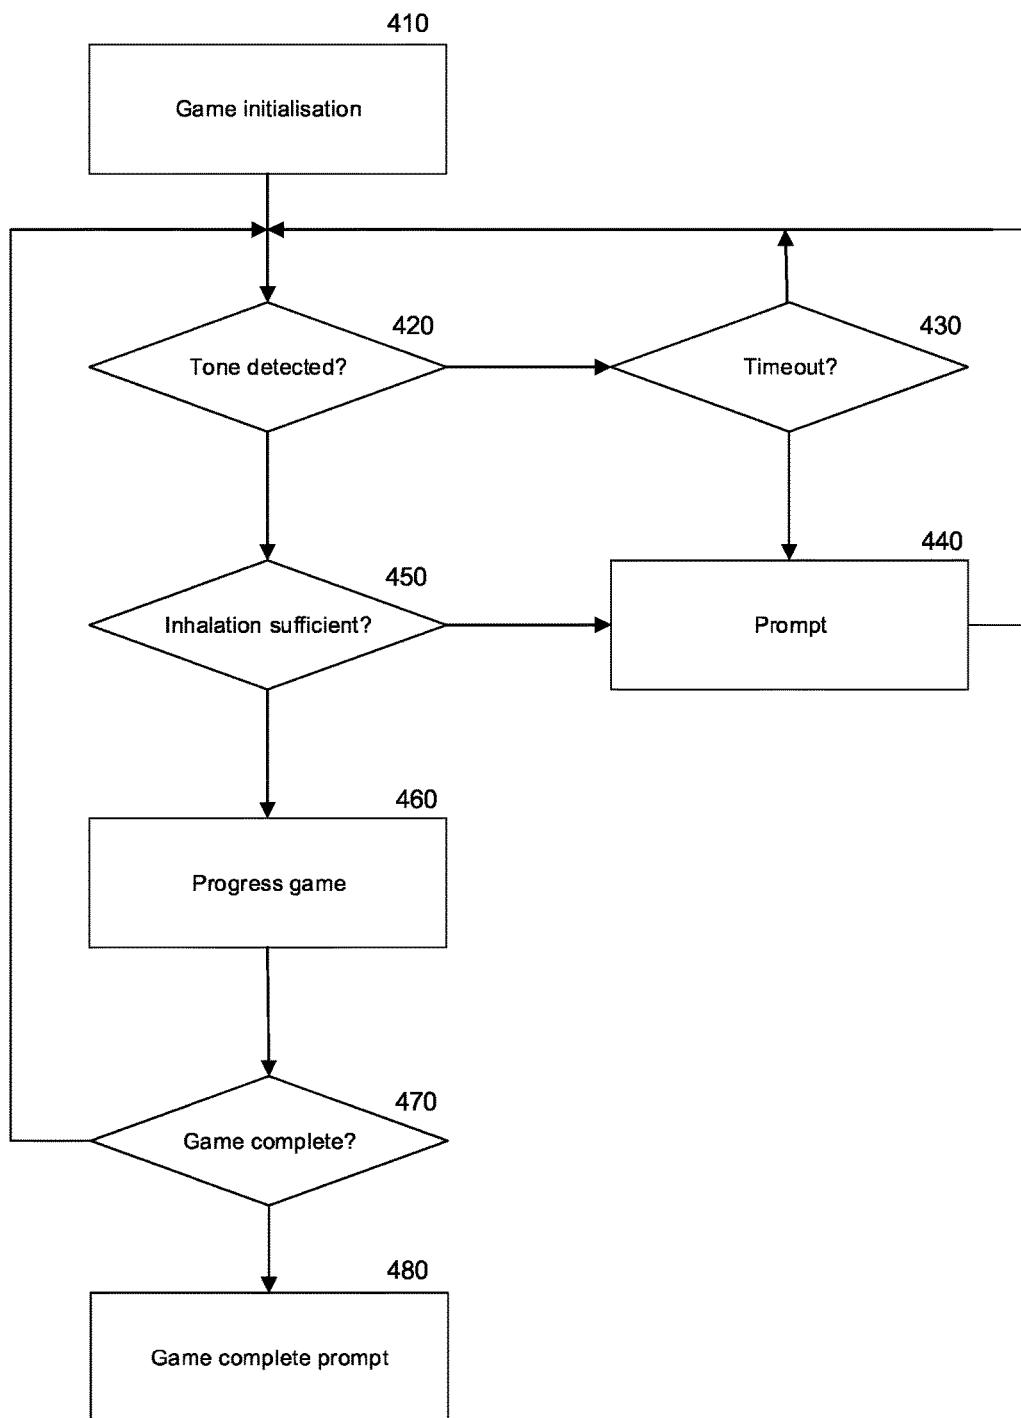 410
Game initialisation
420
Tone detected?
430
Timeout?
440
Prompt
450
Inhalation sufficient?
460
Progress game
470
Game complete?
480
Game complete prompt